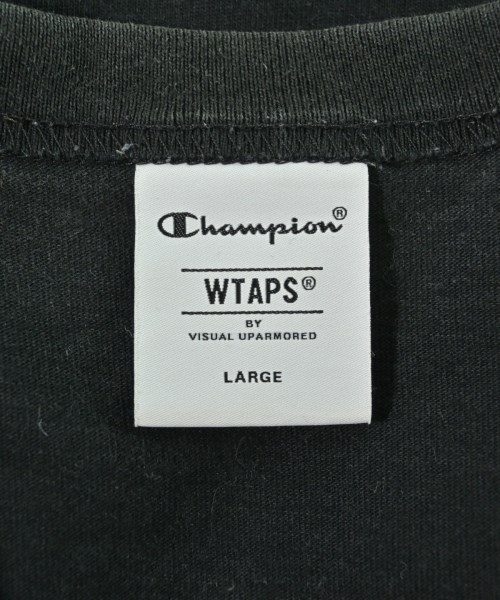 Champion®
WTAPS®
BY
VISUAL UPARMORED
LARGE